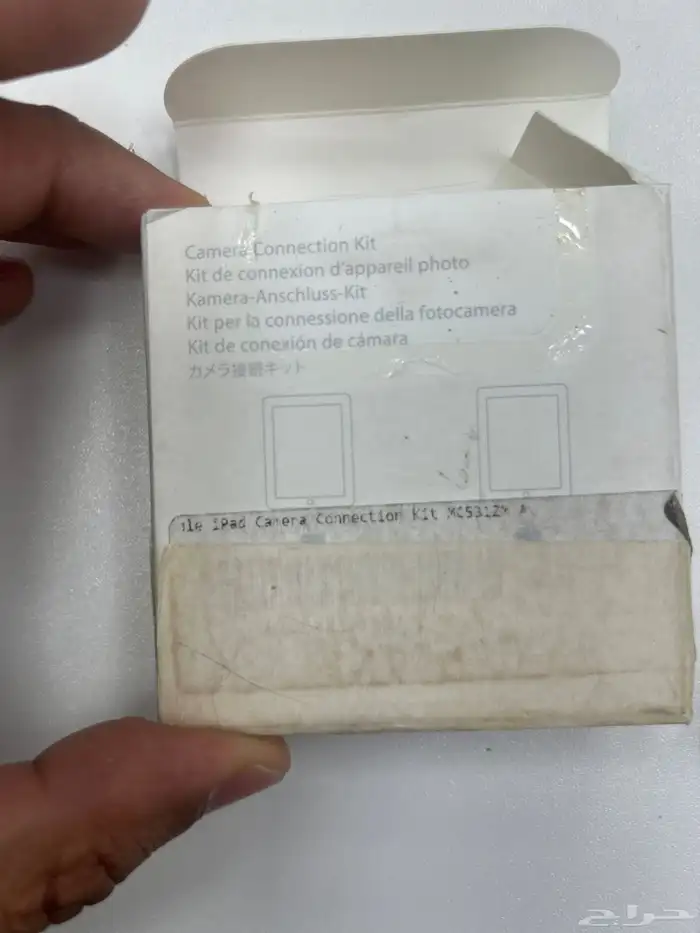 Camera Connection Kit
Kit de connexion d'appareil photo
Kamera-Anschluss-Kit
Kit per la connessione della fotocamera
Kit de conexión de cámara
カメラ接続キット
iPad Camera Connection Kit
حراج